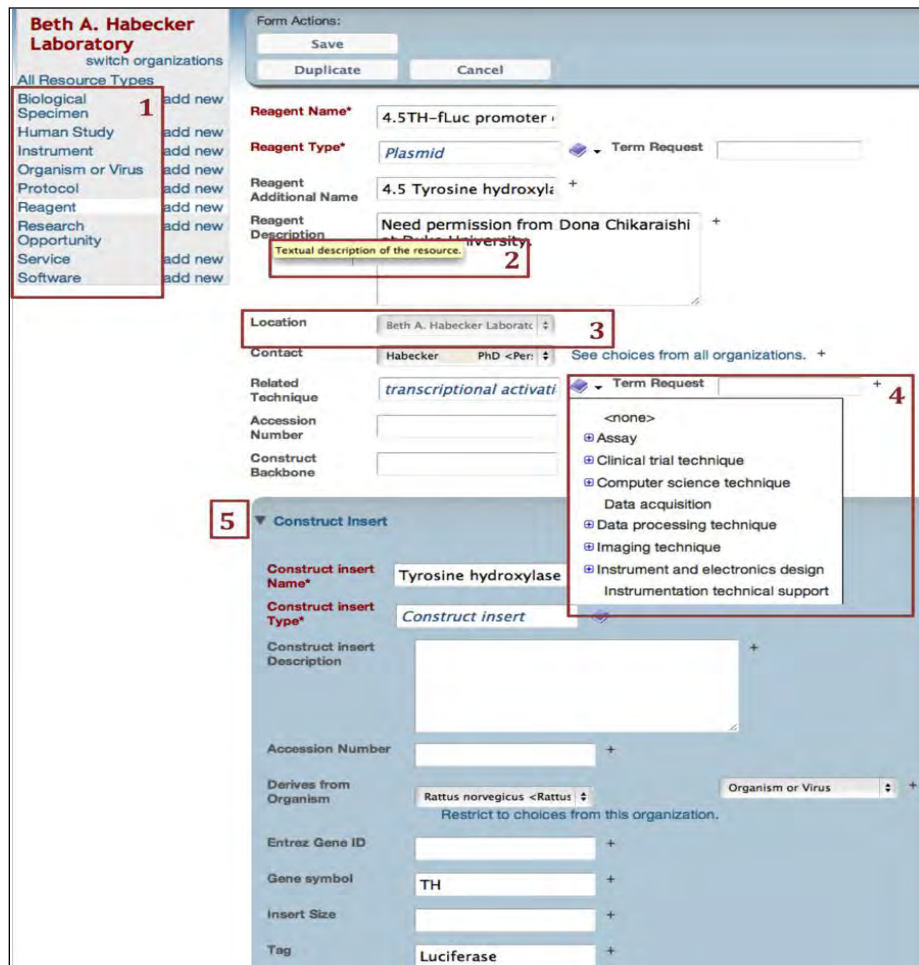 Beth A. Habecker
Laboratory
switch organizations
All Resource Types
Biological Specimen add new
Human Study add new
Instrument add new
Organism or Virus add new
Protocol add new
Reagent add new
Research Opportunity add new
Service add new
Software add new
1
Form Actions:
Save
Duplicate Cancel
Reagent Name* 4.5TH-fLuc promoter
Reagent Type* Plasmid Term Request
Reagent Additional Name 4.5 Tyrosine hydroxyla +
Reagent Description Need permission from Dona Chikaraishi +
at Duke University.
Textual description of the resource.
2
Location Beth A. Habecker Laboratc 3
Contact Habecker PhD <Per: See choices from all organizations. +
Related Technique transcriptional activati Term Request +
4
<none>
Assay
Clinical trial technique
Computer science technique
Data acquisition
Data processing technique
Imaging technique
Instrument and electronics design
Instrumentation technical support
Accession Number
Construct Backbone
5 Construct Insert
Construct insert Name* Tyrosine hydroxylase
Construct insert Type* Construct insert
Construct insert Description +
Accession Number +
Derives from Organism Rattus norvegicus <Rattus Organism or Virus +
Restrict to choices from this organization.
Entrez Gene ID +
Gene symbol TH +
Insert Size +
Tag Luciferase +